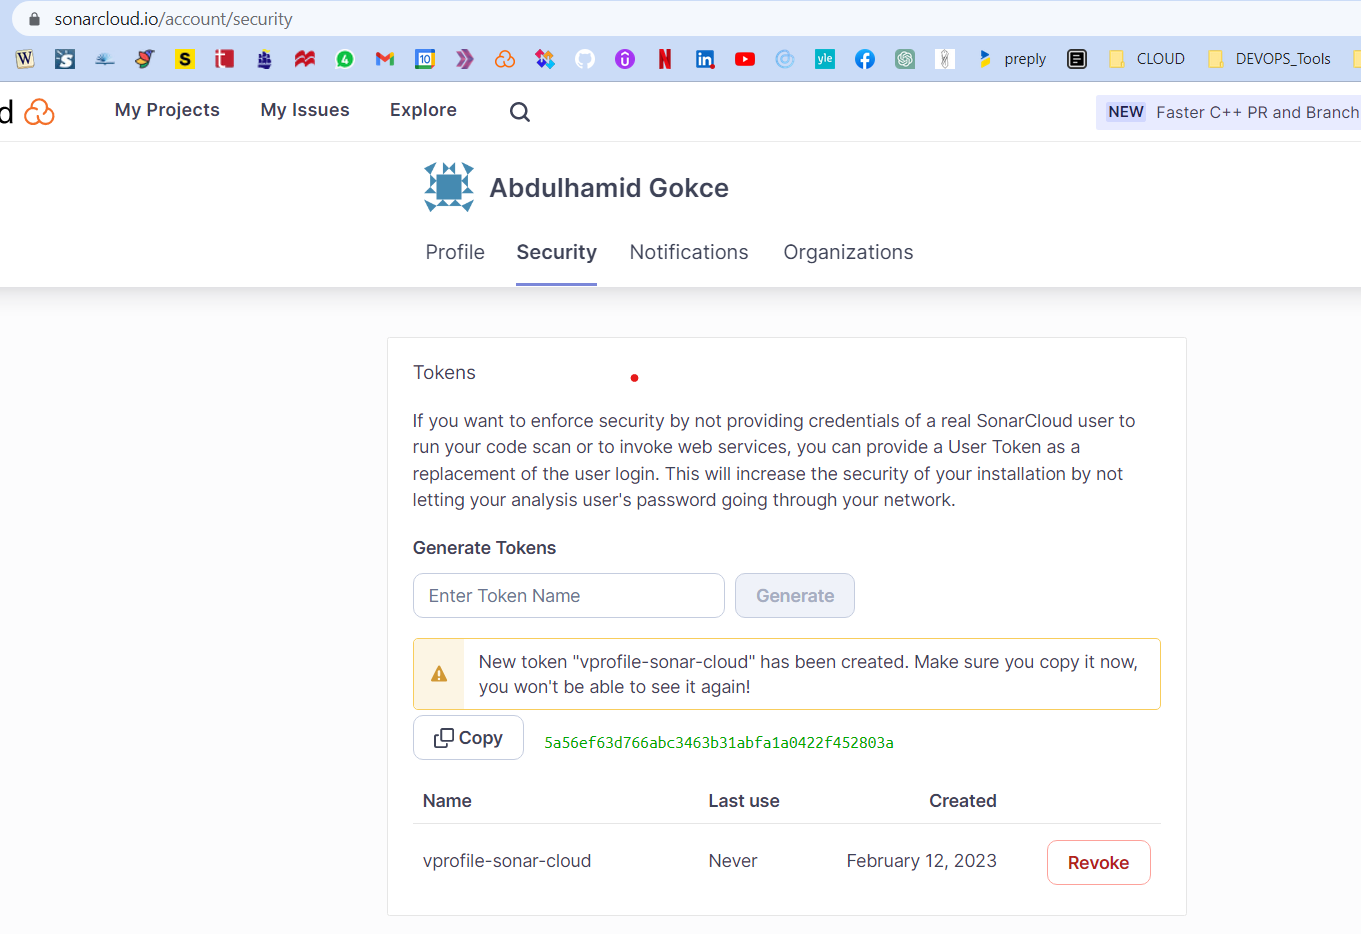 sonarcloud.io/account/security
W S S 4 10 N in yle preply CLOUD DEVOPS_Tools
d My Projects My Issues Explore NEW Faster C++ PR and Branch
Abdulhamid Gokce
Profile Security Notifications Organizations
Tokens
If you want to enforce security by not providing credentials of a real SonarCloud user to
run your code scan or to invoke web services, you can provide a User Token as a
replacement of the user login. This will increase the security of your installation by not
letting your analysis user's password going through your network.
Generate Tokens
Enter Token Name Generate
New token "vprofile-sonar-cloud" has been created. Make sure you copy it now,
you won't be able to see it again!
Copy 5a56ef63d766abc3463b31abfa1a0422f452803a
Name Last use Created
vprofile-sonar-cloud Never February 12, 2023 Revoke